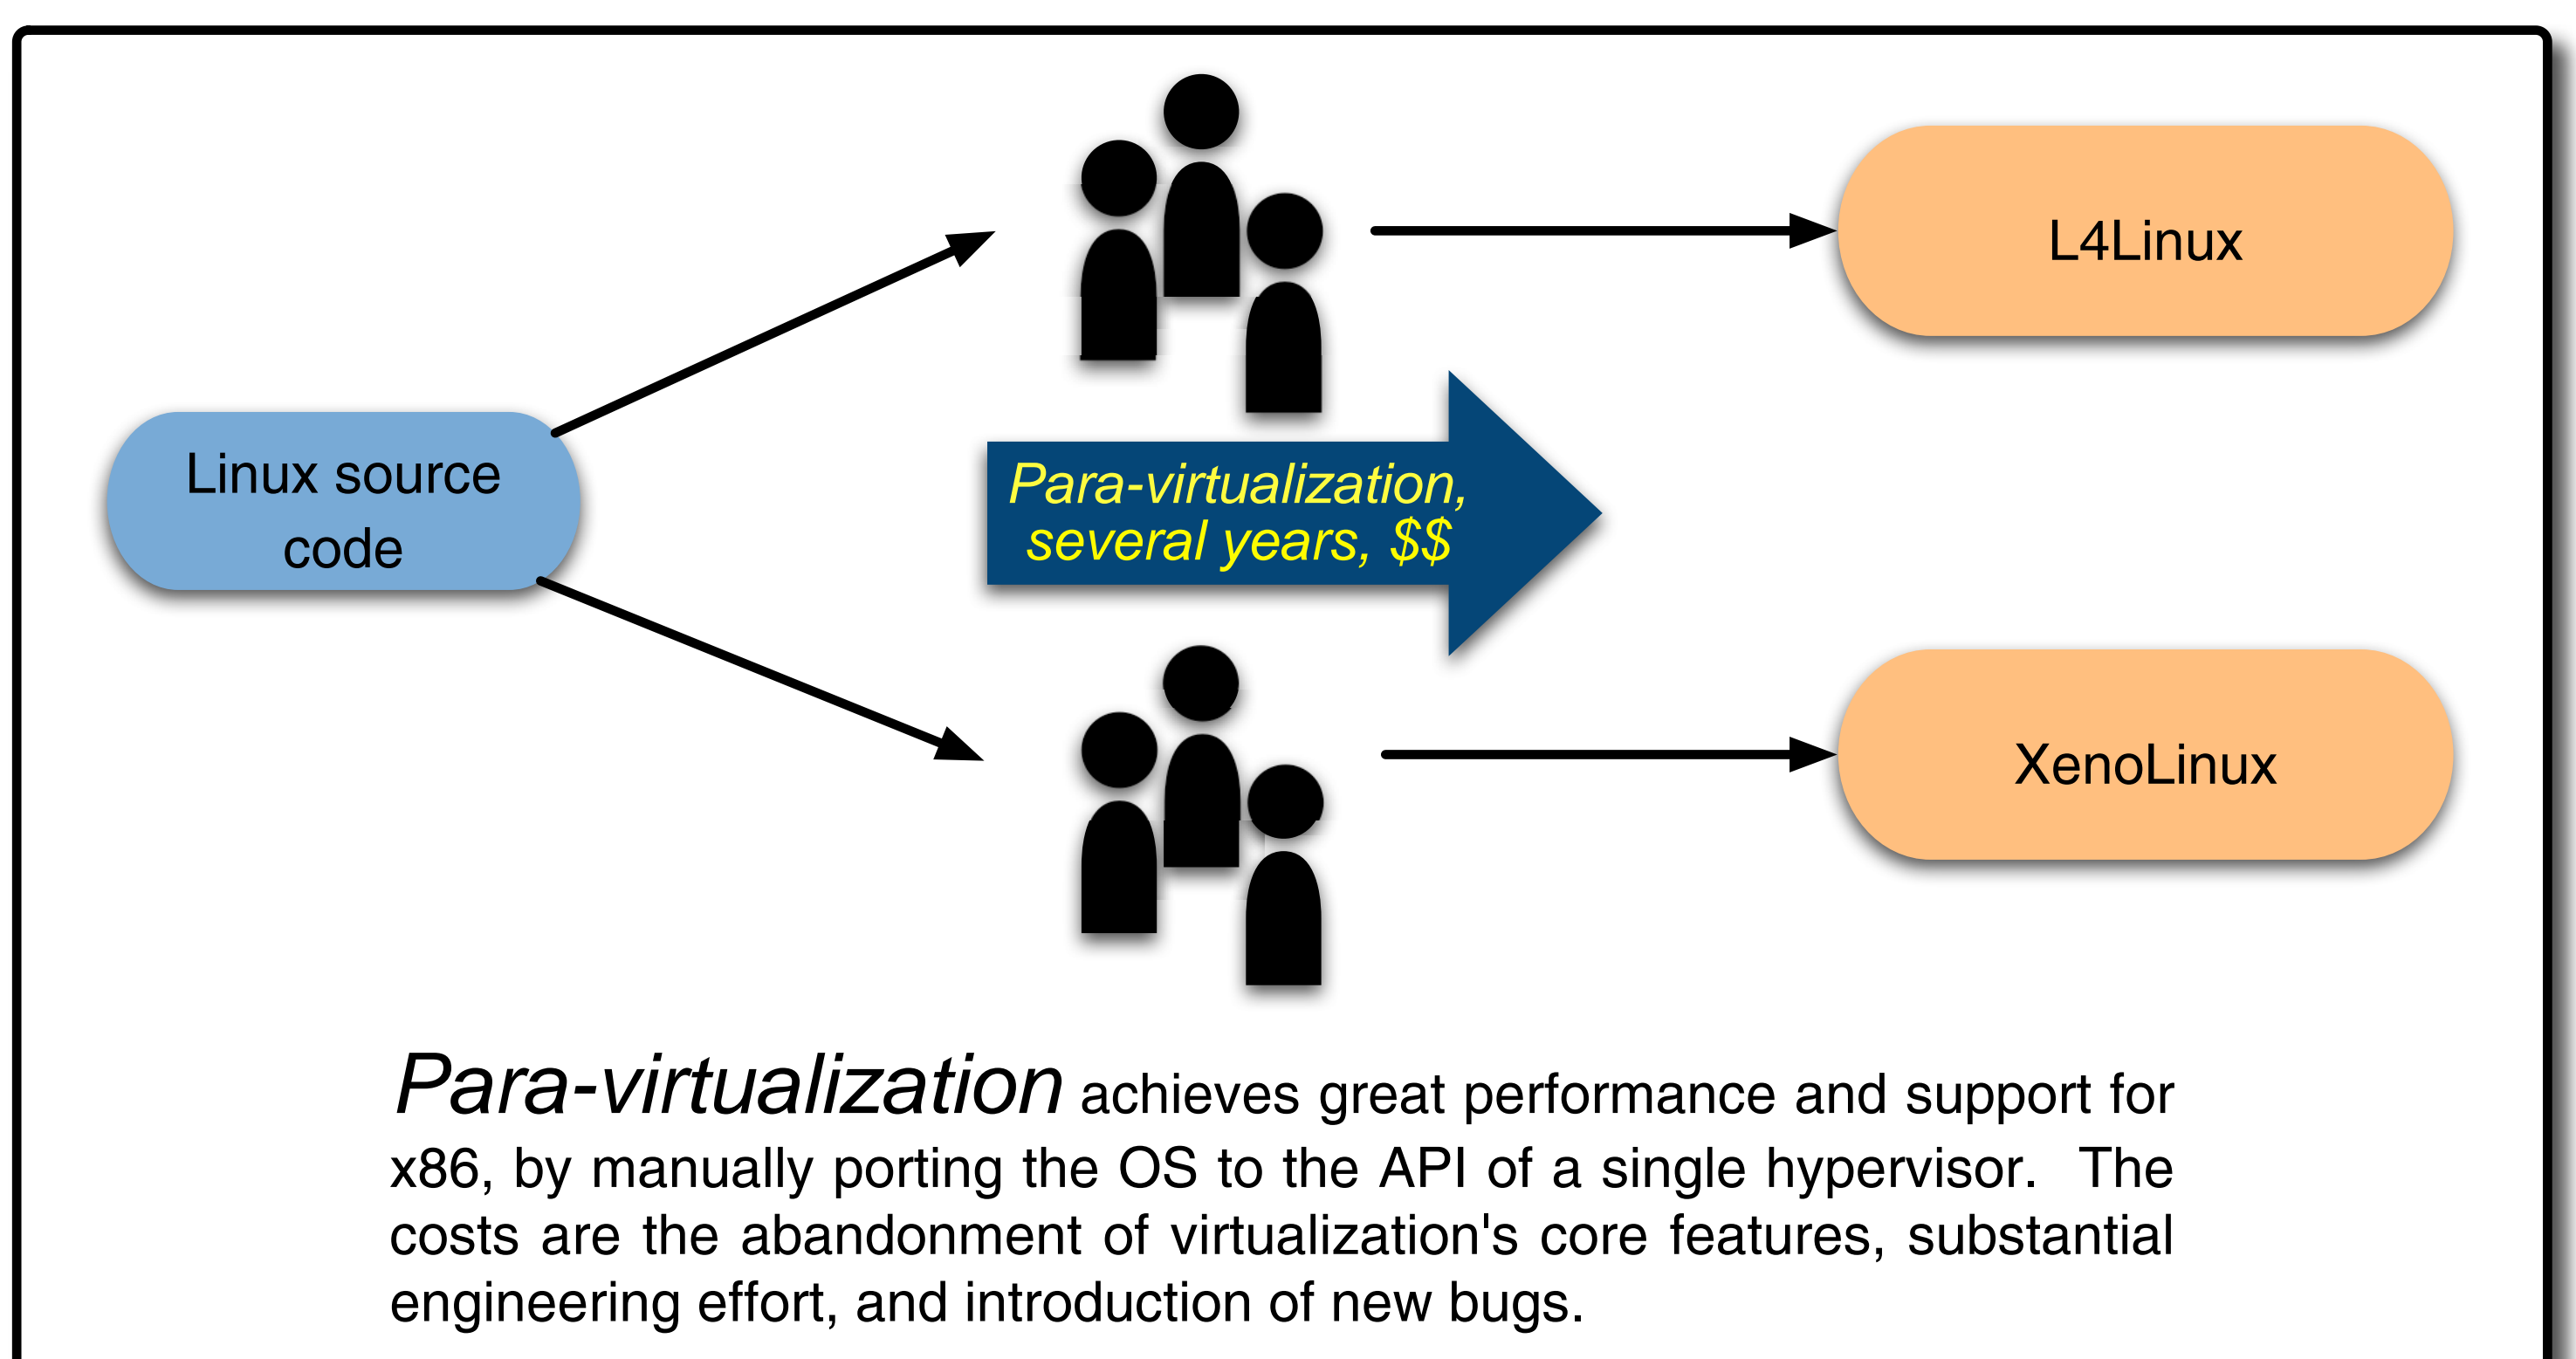 L4Linux
Linux source
code
Para-virtualization,
several years, $$
XenoLinux
Para-virtualization achieves great performance and support for
x86, by manually porting the OS to the API of a single hypervisor. The
costs are the abandonment of virtualization's core features, substantial
engineering effort, and introduction of new bugs.